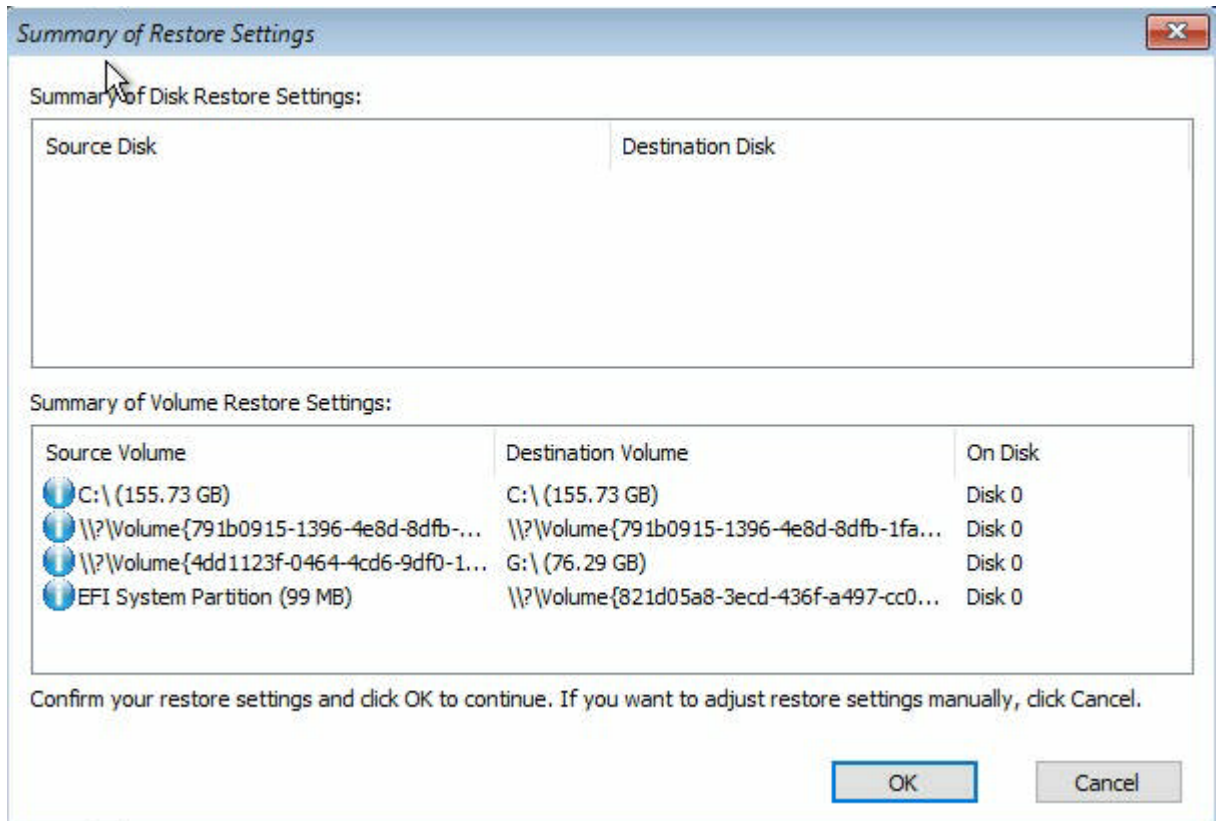 Summary of Restore Settings
Summary of Disk Restore Settings:
Source Disk Destination Disk
Summary of Volume Restore Settings:
Source Volume Destination Volume On Disk
C:\ (155.73 GB) C:\ (155.73 GB) Disk 0
\\?\Volume{791b0915-1396-4e8d-8dfb-... \\?\Volume{791b0915-1396-4e8d-8dfb-1fa... Disk 0
\\?\Volume{4dd1123f-0464-4cd6-9df0-1... G:\ (76.29 GB) Disk 0
EFI System Partition (99 MB) \\?\Volume{821d05a8-3ecd-436f-a497-cc0... Disk 0
Confirm your restore settings and click OK to continue. If you want to adjust restore settings manually, click Cancel.
OK Cancel